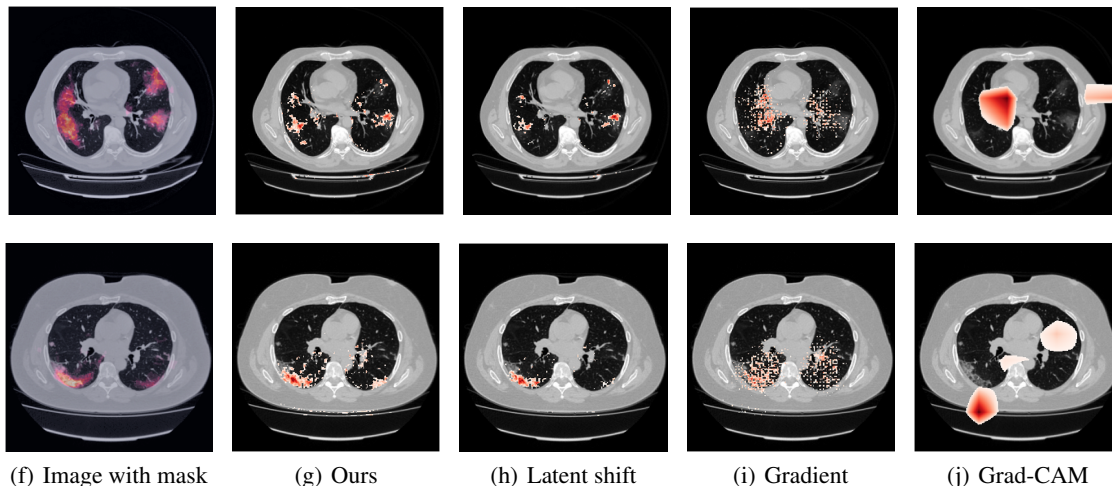 (f) Image with mask (g) Ours (h) Latent shift (i) Gradient (j) Grad-CAM